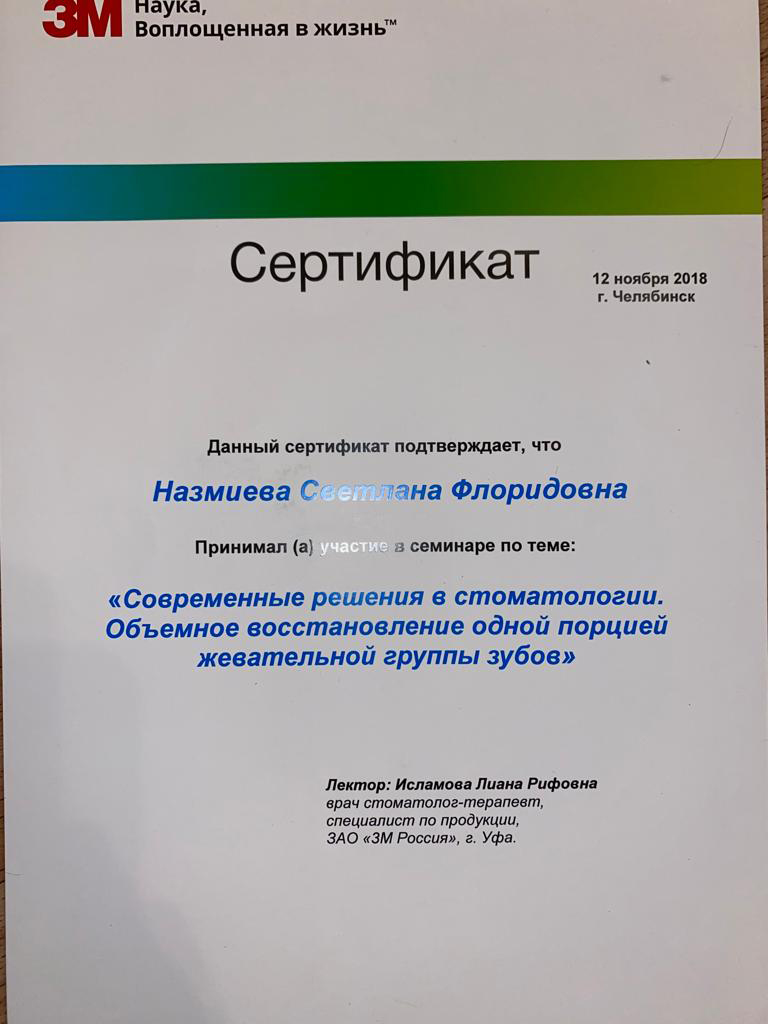 3M
Наука,
Воплощенная в жизнь™
Сертификат
12 ноября 2018
г. Челябинск
Данный сертификат подтверждает, что
Назмиева Светлана Флоридовна
Принимал (а) участие в семинаре по теме:
«Современные решения в стоматологии.
Объемное восстановление одной порцией
жевательной группы зубов»
Лектор: Исламова Лиана Рифовна
врач стоматолог-терапевт,
специалист по продукции,
ЗАО «3М Россия», г. Уфа.